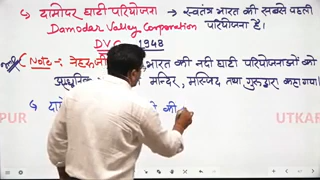 ↳ दामोदर घाटी परियोजना → स्वतंत्र भारत की सबसे पहली
Damodar Valley Corporation परियोजना है।
DVC 1948
Note:- नेहरू भारत की नदी घाटी परियोजनाओं को
आधुनिक मन्दिर, मस्जिद तथा गुरुद्वारा कहा गया।
↳ की
PUR
UTKAR